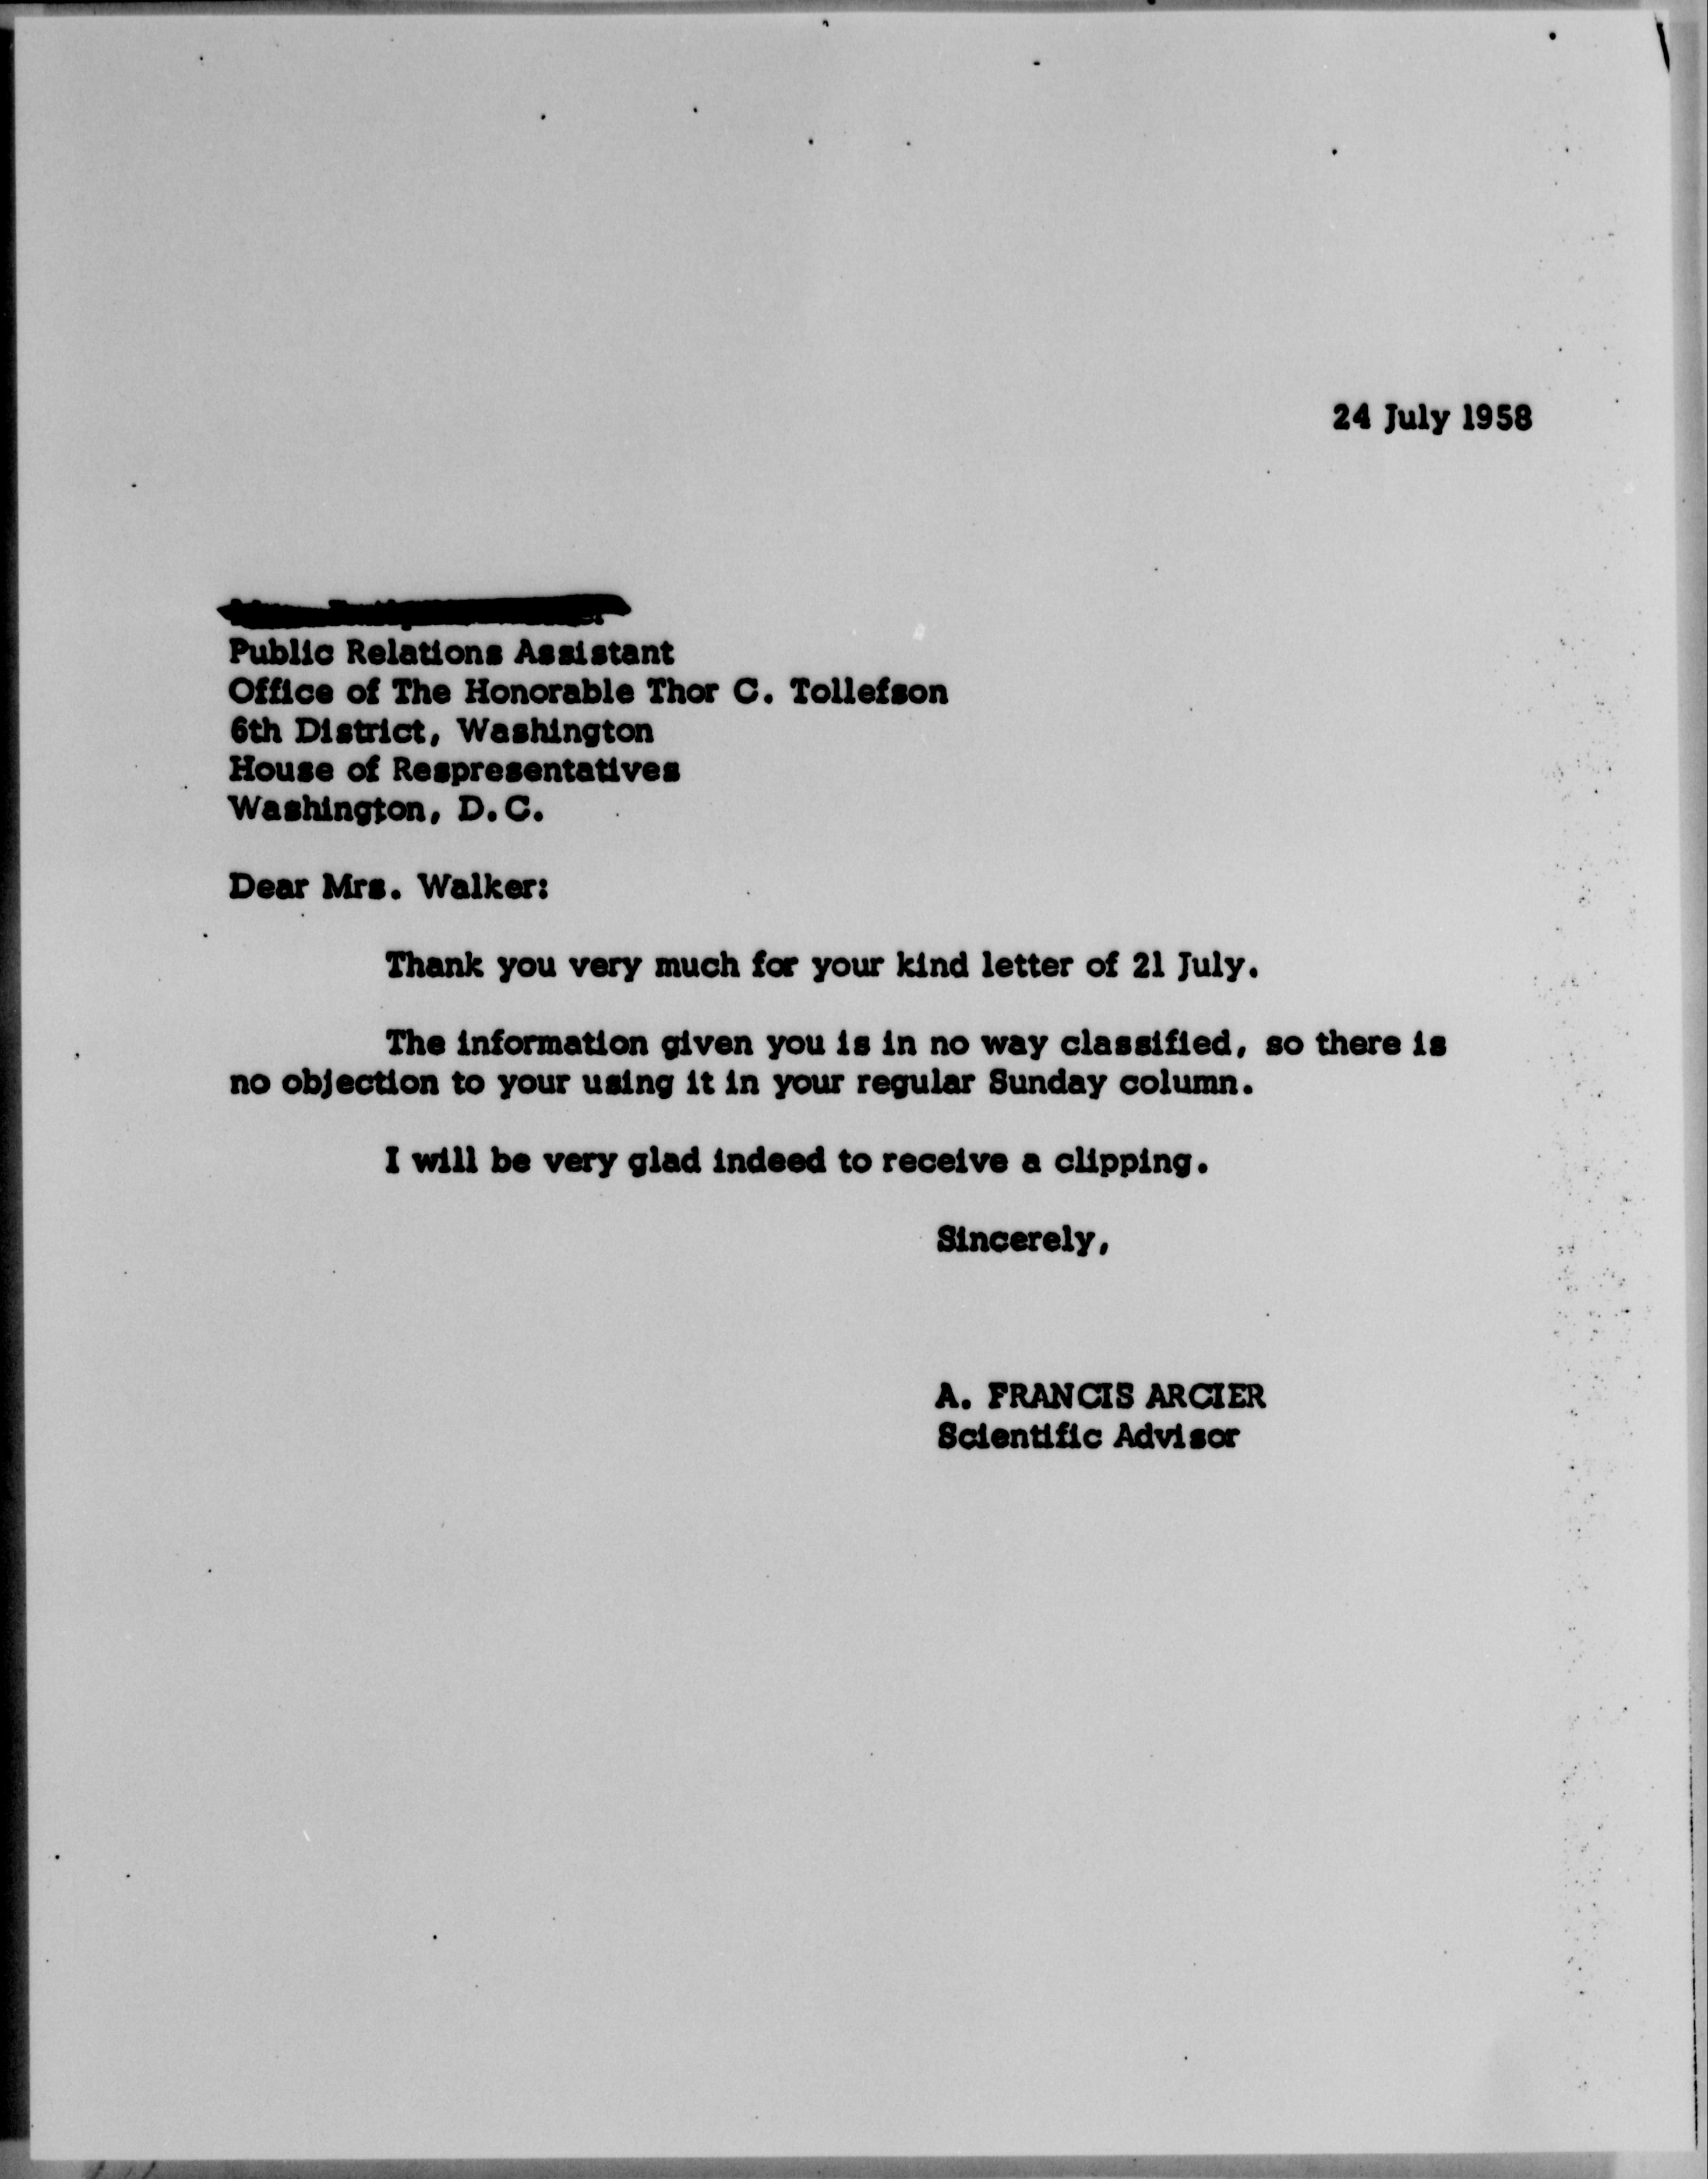 24 July 1958
Public Relations Assistant
Office of The Honorable Thor C. Tollefson
6th District, Washington
House of Respresentatives
Washington, D.C.
Dear Mrs. Walker:
Thank you very much for your kind letter of 21 July.
The information given you is in no way classified, so there is
no objection to your using it in your regular Sunday column.
I will be very glad indeed to receive a clipping.
Sincerely,
A. FRANCIS ARCIER
Scientific Advisor